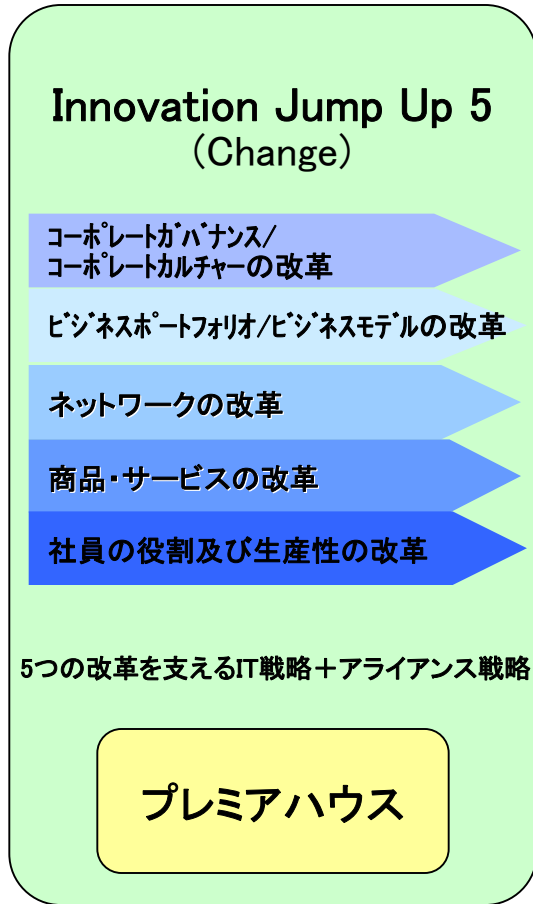 Innovation Jump Up 5
(Change)
ｺｰﾎﾟﾚｰﾄｶﾞﾊﾞﾅﾝｽ/
ｺｰﾎﾟﾚｰﾄｶﾙﾁｬｰの改革
ﾋﾞｼﾞﾈｽﾎﾟｰﾄﾌｫﾘｵ/ﾋﾞｼﾞﾈｽﾓﾃﾞﾙの改革
ネットワークの改革
商品・サービスの改革
社員の役割及び生産性の改革
5つの改革を支えるIT戦略＋アライアンス戦略
プレミアハウス